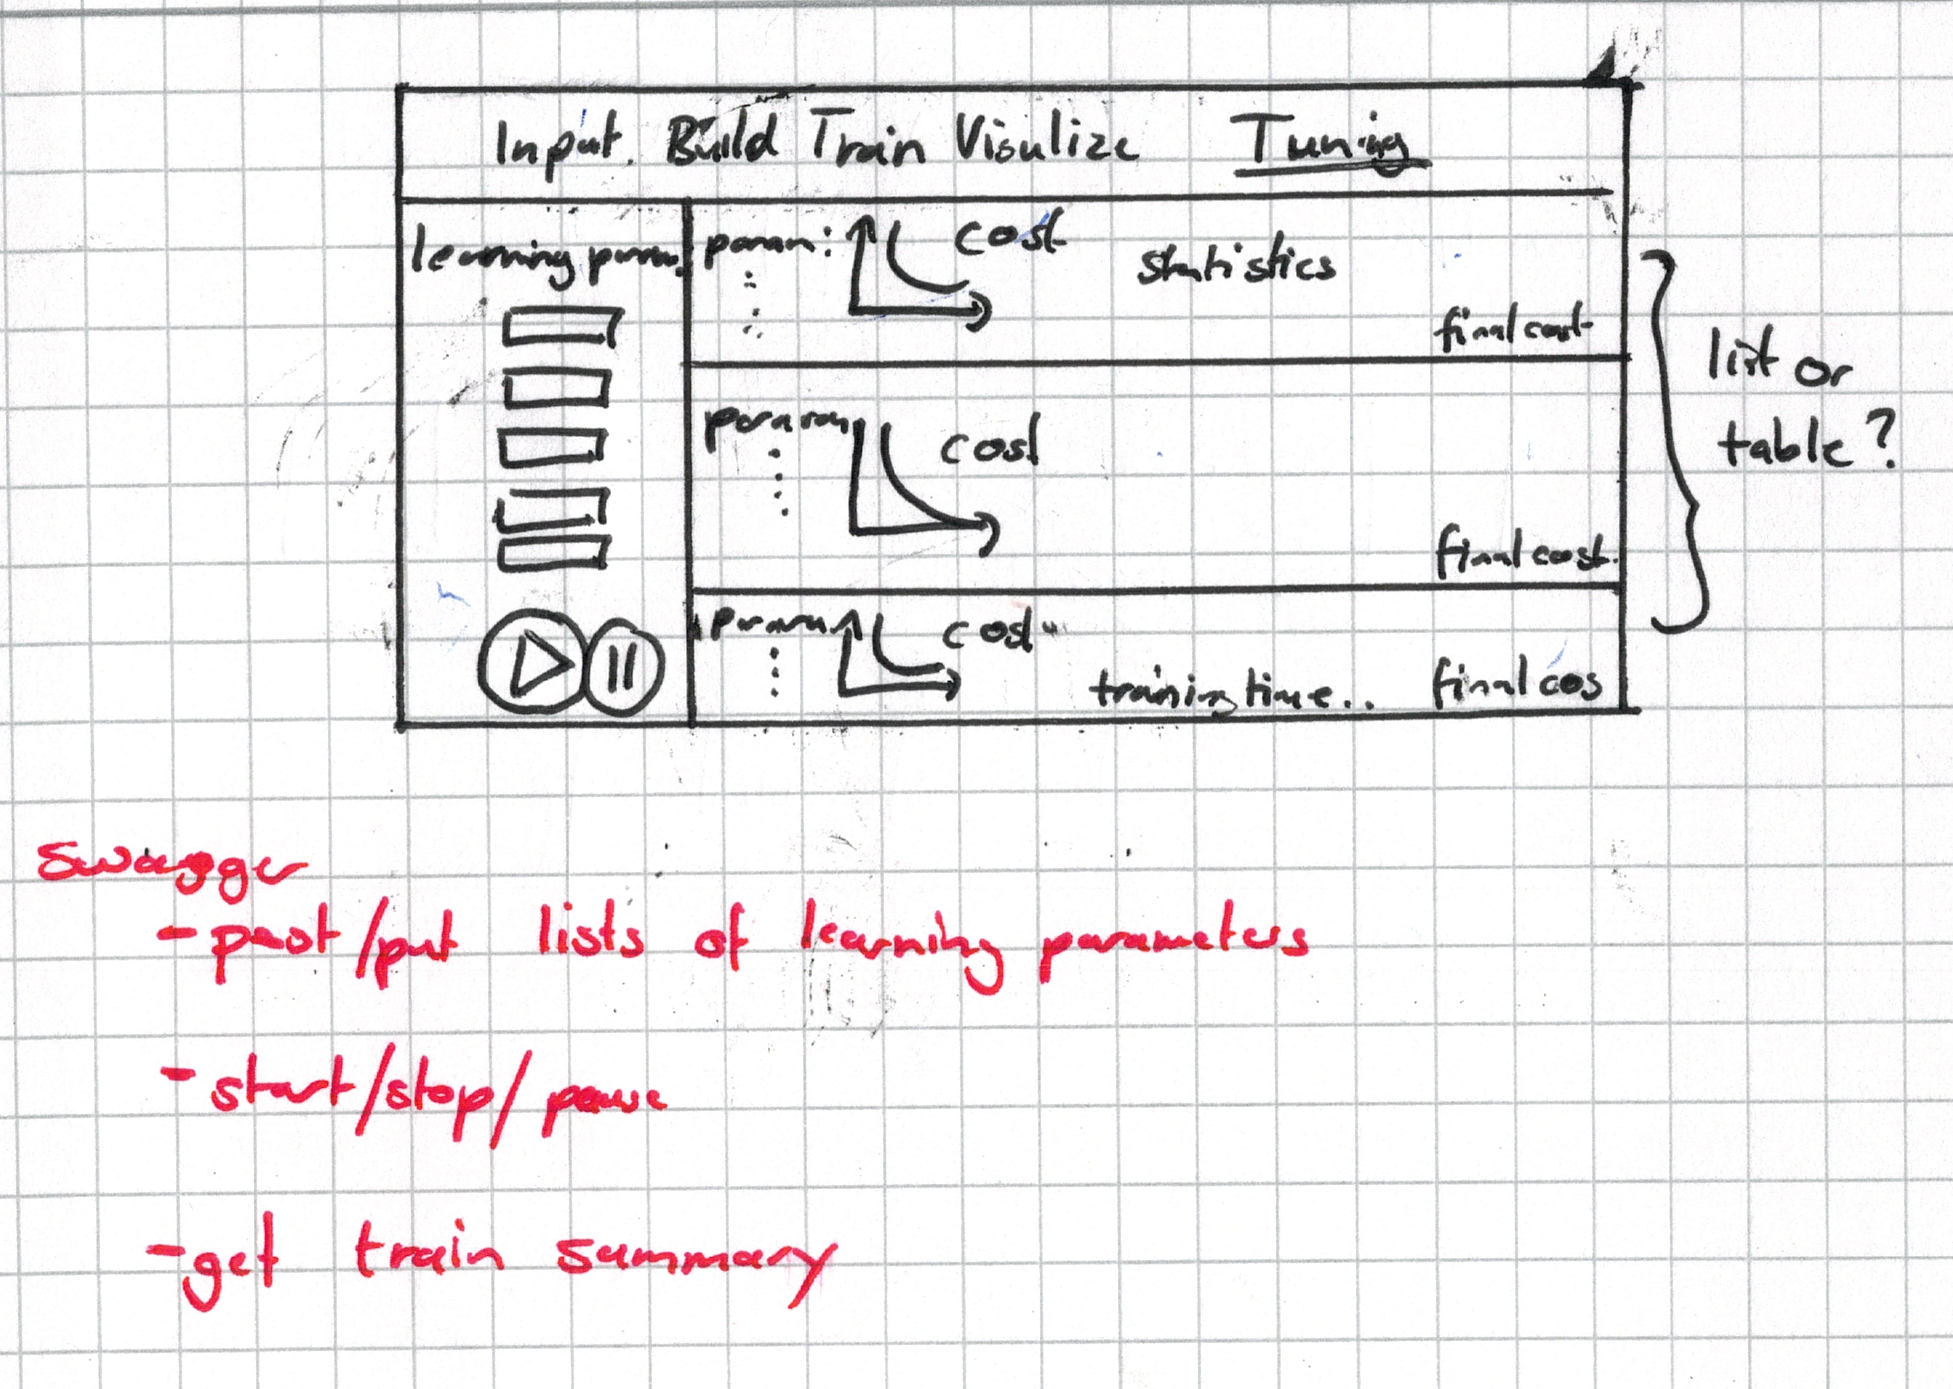 Input. Build Train Visulize Tuning
learning param.
param: cost statistics
final cost
param cost
final cost.
param cost
training time.. final cos
list or
table?
Swagger
- post/put lists of learning parameters
- start/stop/pause
- get train summary